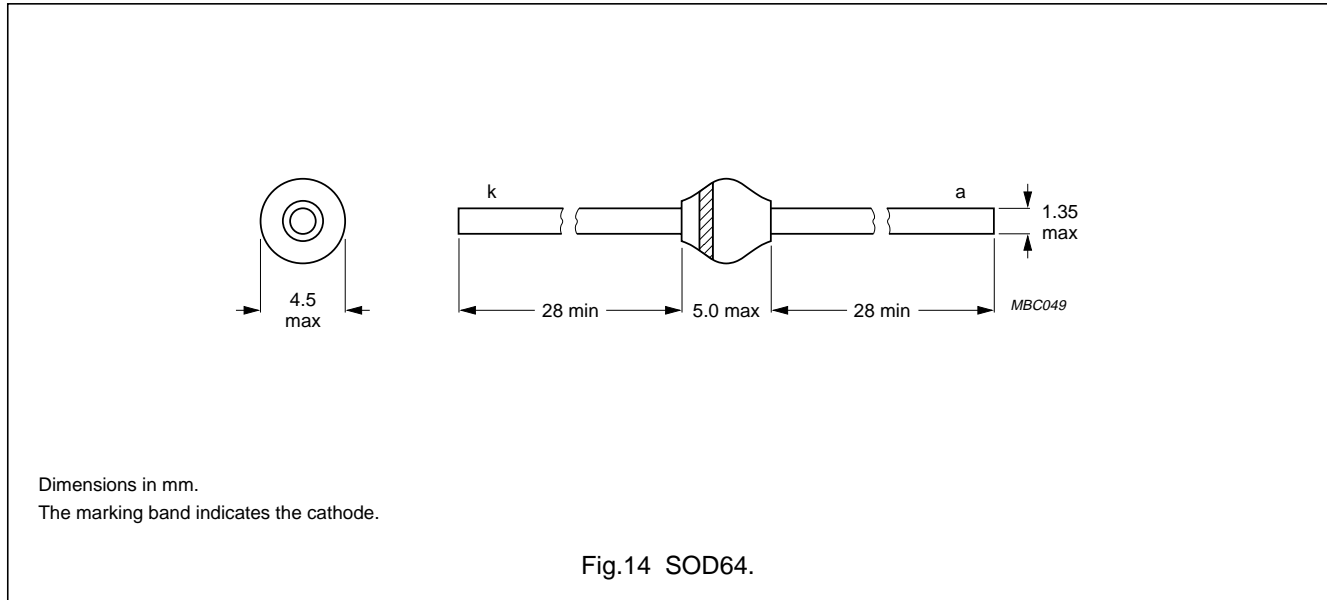 k
a
1.35
max
4.5
max
28 min
5.0 max
28 min
MBC049
Dimensions in mm.
The marking band indicates the cathode.
Fig.14 SOD64.